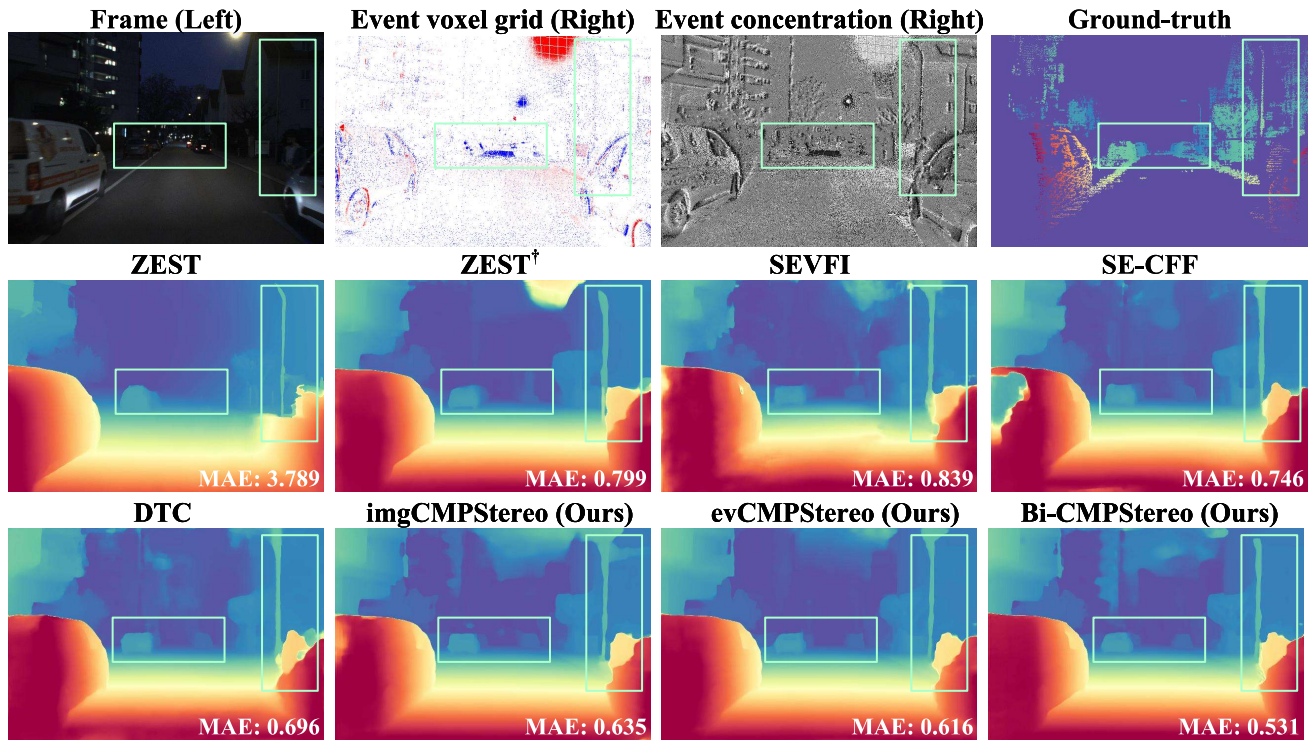 Frame (Left) Event voxel grid (Right) Event concentration (Right) Ground-truth
ZEST ZEST† SEVFI SE-CFF
MAE: 3.789 MAE: 0.799 MAE: 0.839 MAE: 0.746
DTC imgCMPStereo (Ours) evCMPStereo (Ours) Bi-CMPStereo (Ours)
MAE: 0.696 MAE: 0.635 MAE: 0.616 MAE: 0.531